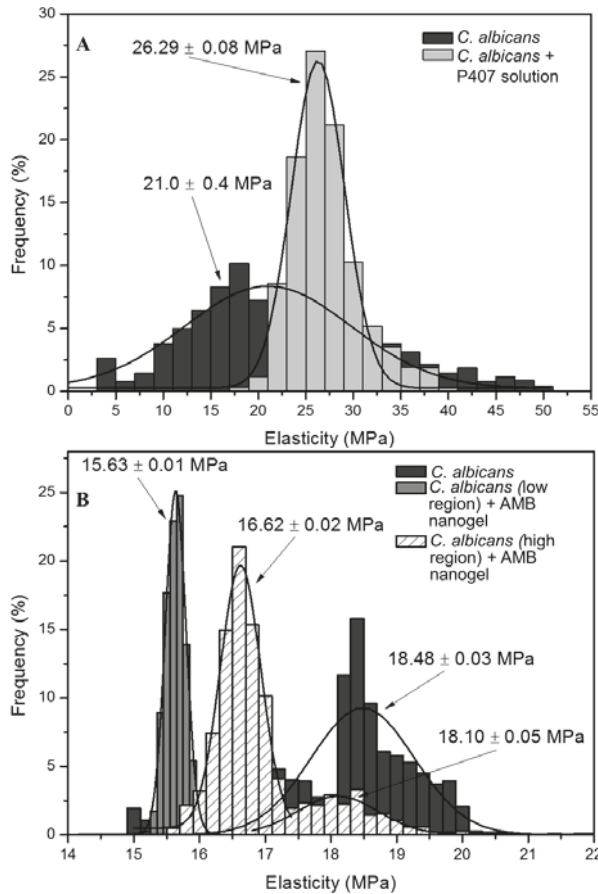 A
26.29 ± 0.08 MPa
21.0 ± 0.4 MPa
C. albicans
C. albicans +
P407 solution
Frequency (%)
30
25
20
15
10
5
0
0 5 10 15 20 25 30 35 40 45 50 55
Elasticity (MPa)
B
15.63 ± 0.01 MPa
16.62 ± 0.02 MPa
18.48 ± 0.03 MPa
18.10 ± 0.05 MPa
C. albicans
C. albicans (low
region) + AMB
nanogel
C. albicans (high
region) + AMB
nanogel
Frequency (%)
25
20
15
10
5
0
14 15 16 17 18 19 20 21 22
Elasticity (MPa)